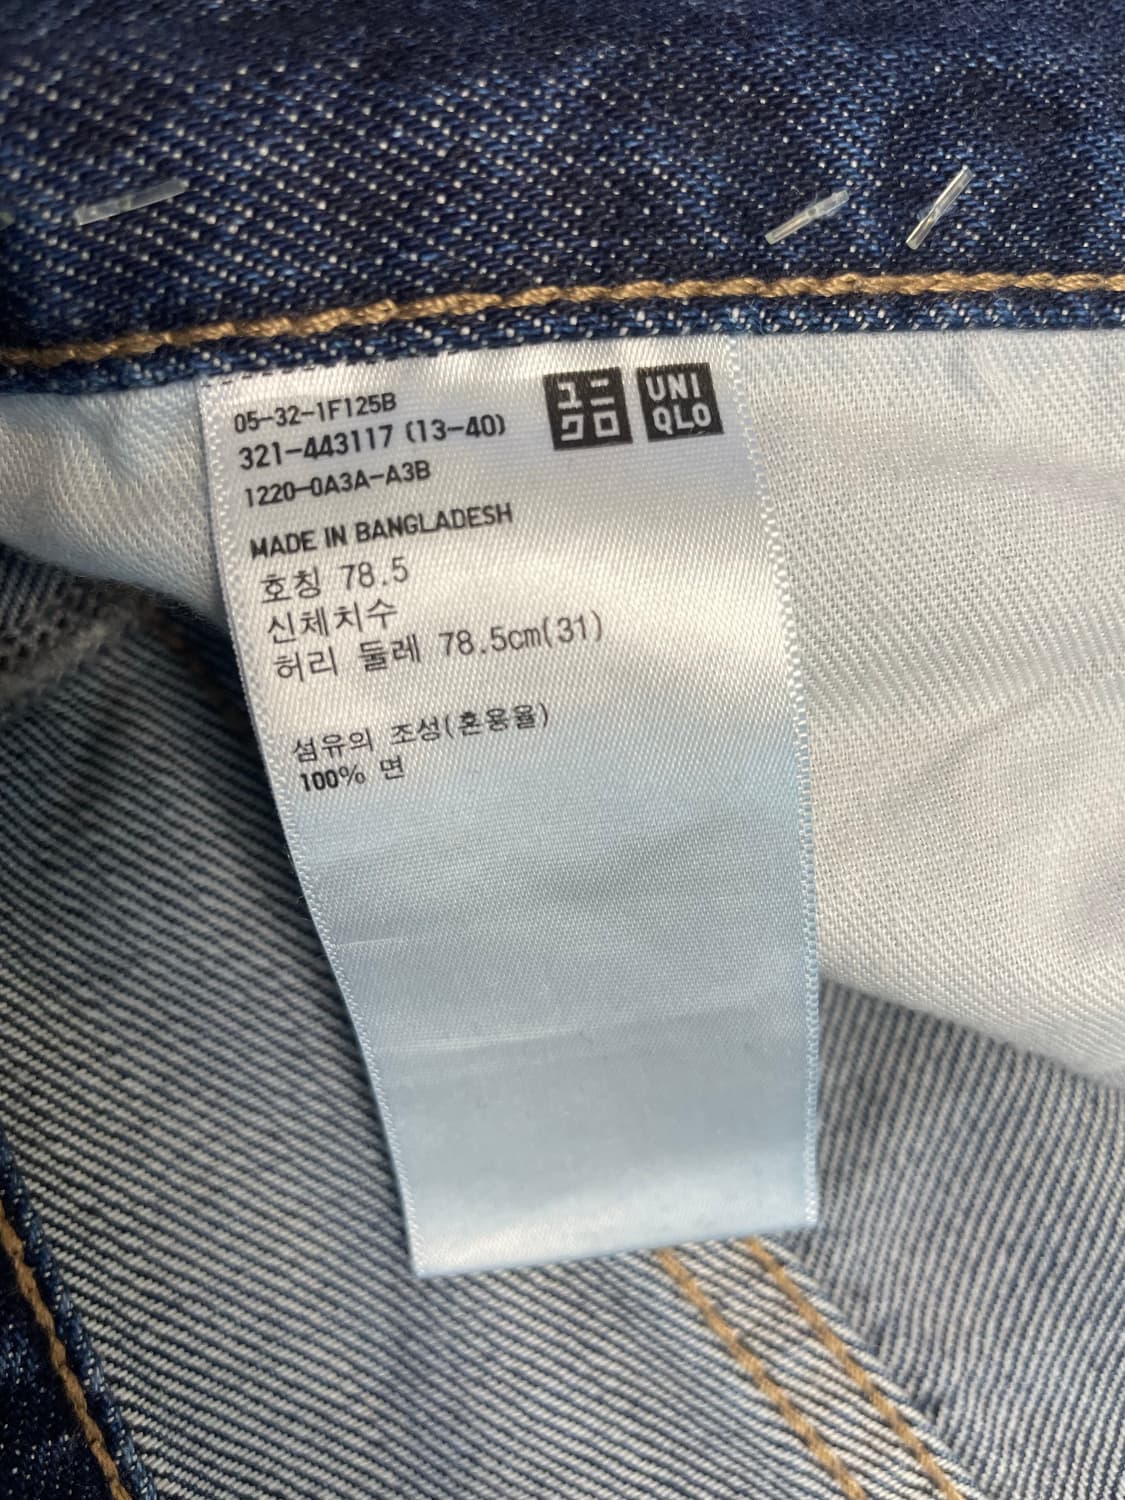 05-32-1F125B
321-443117 (13-40)
1220-0A3A-A3B
ユニ
クロ
UNI
QLO
MADE IN BANGLADESH
호칭 78.5
신체치수
허리 둘레 78.5cm(31)
섬유의 조성(혼용율)
100% 면